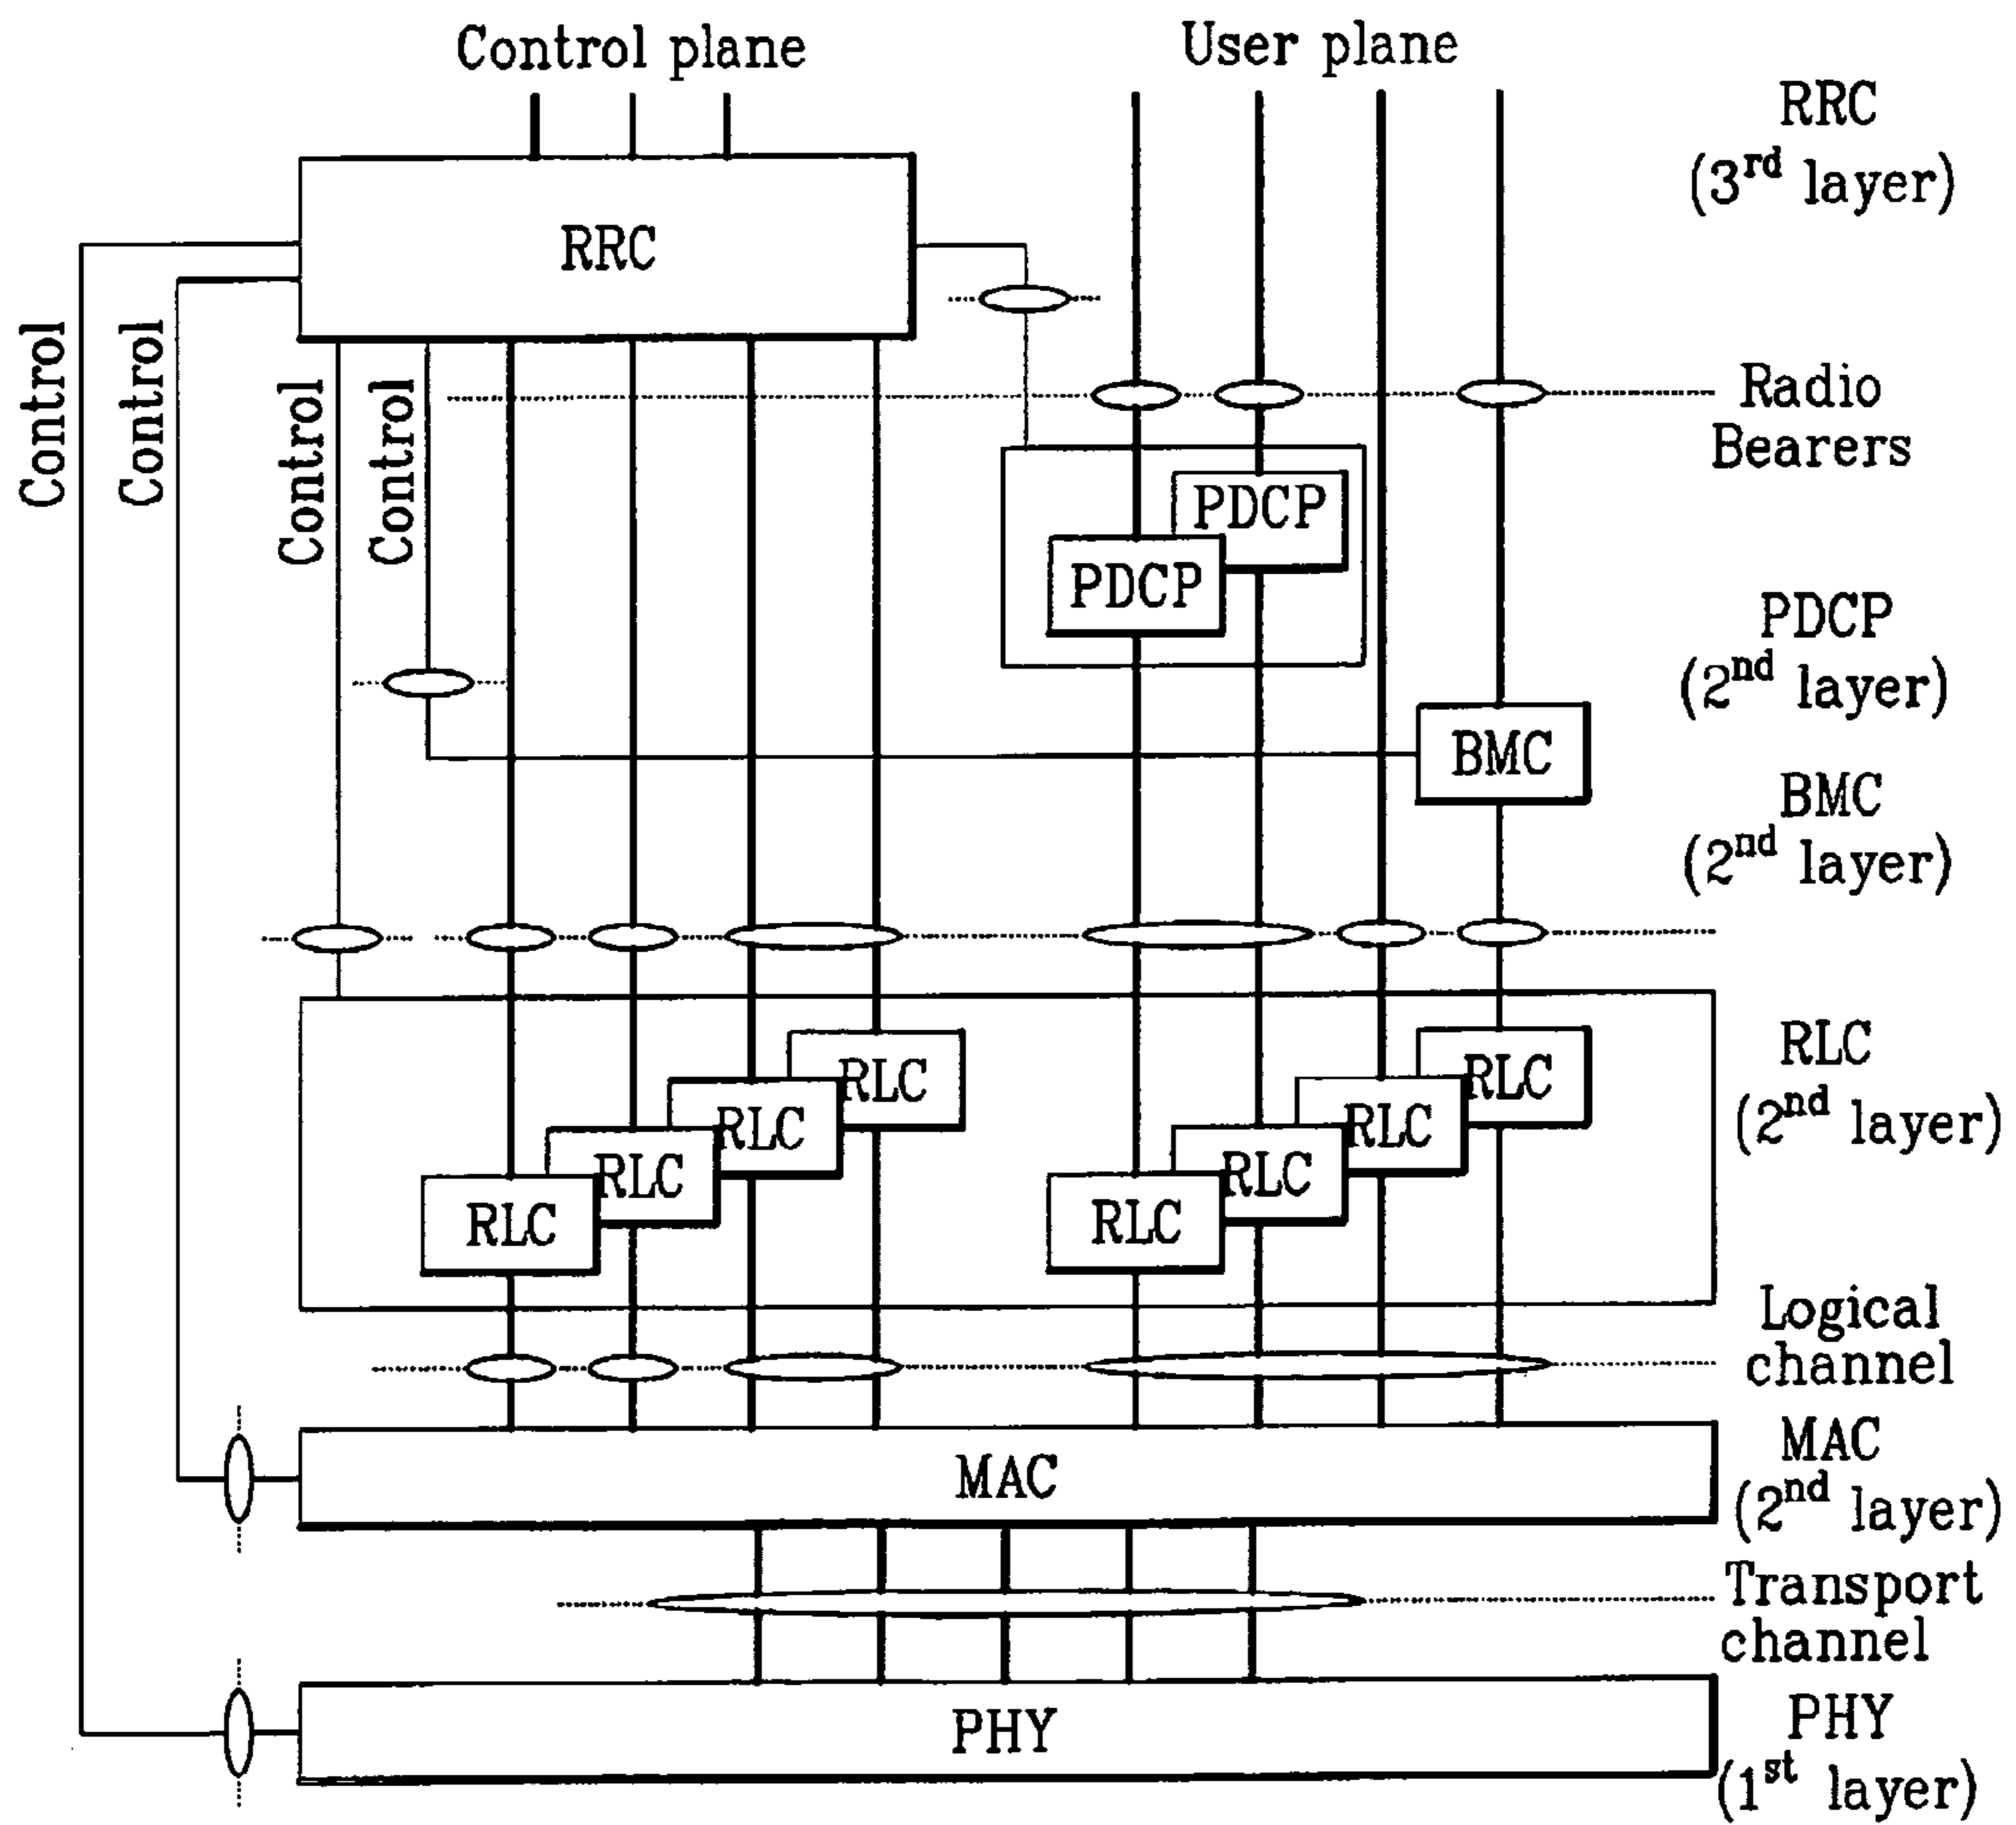 Control plane
User plane
RRC
(3rd layer)
RRC
Control
Control
Control
Control
Radio
Bearers
PDCP
PDCP
PDCP
(2nd layer)
BMC
BMC
(2nd layer)
RLC
RLC
RLC
RLC
RLC
RLC
RLC
RLC
RLC
(2nd layer)
Logical
channel
MAC
MAC
(2nd layer)
Transport
channel
PHY
PHY
(1st layer)